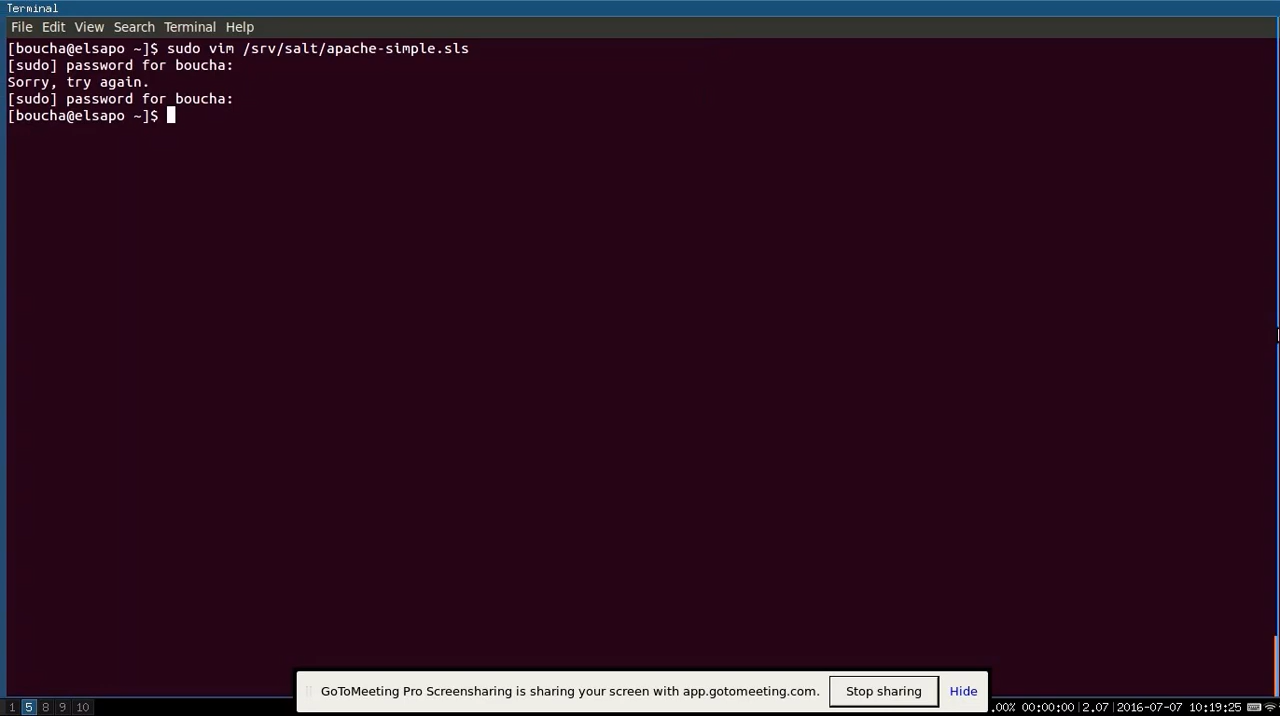 Terminal
File Edit View Search Terminal Help
[boucha@elsapo ~]$ sudo vim /srv/salt/apache-simple.sls
[sudo] password for boucha:
Sorry, try again.
[sudo] password for boucha:
[boucha@elsapo ~]$
GoToMeeting Pro Screensharing is sharing your screen with app.gotomeeting.com. Stop sharing Hide
1 5 8 9 10 .00% 00:00:00 2.07 2016-07-07 10:19:25